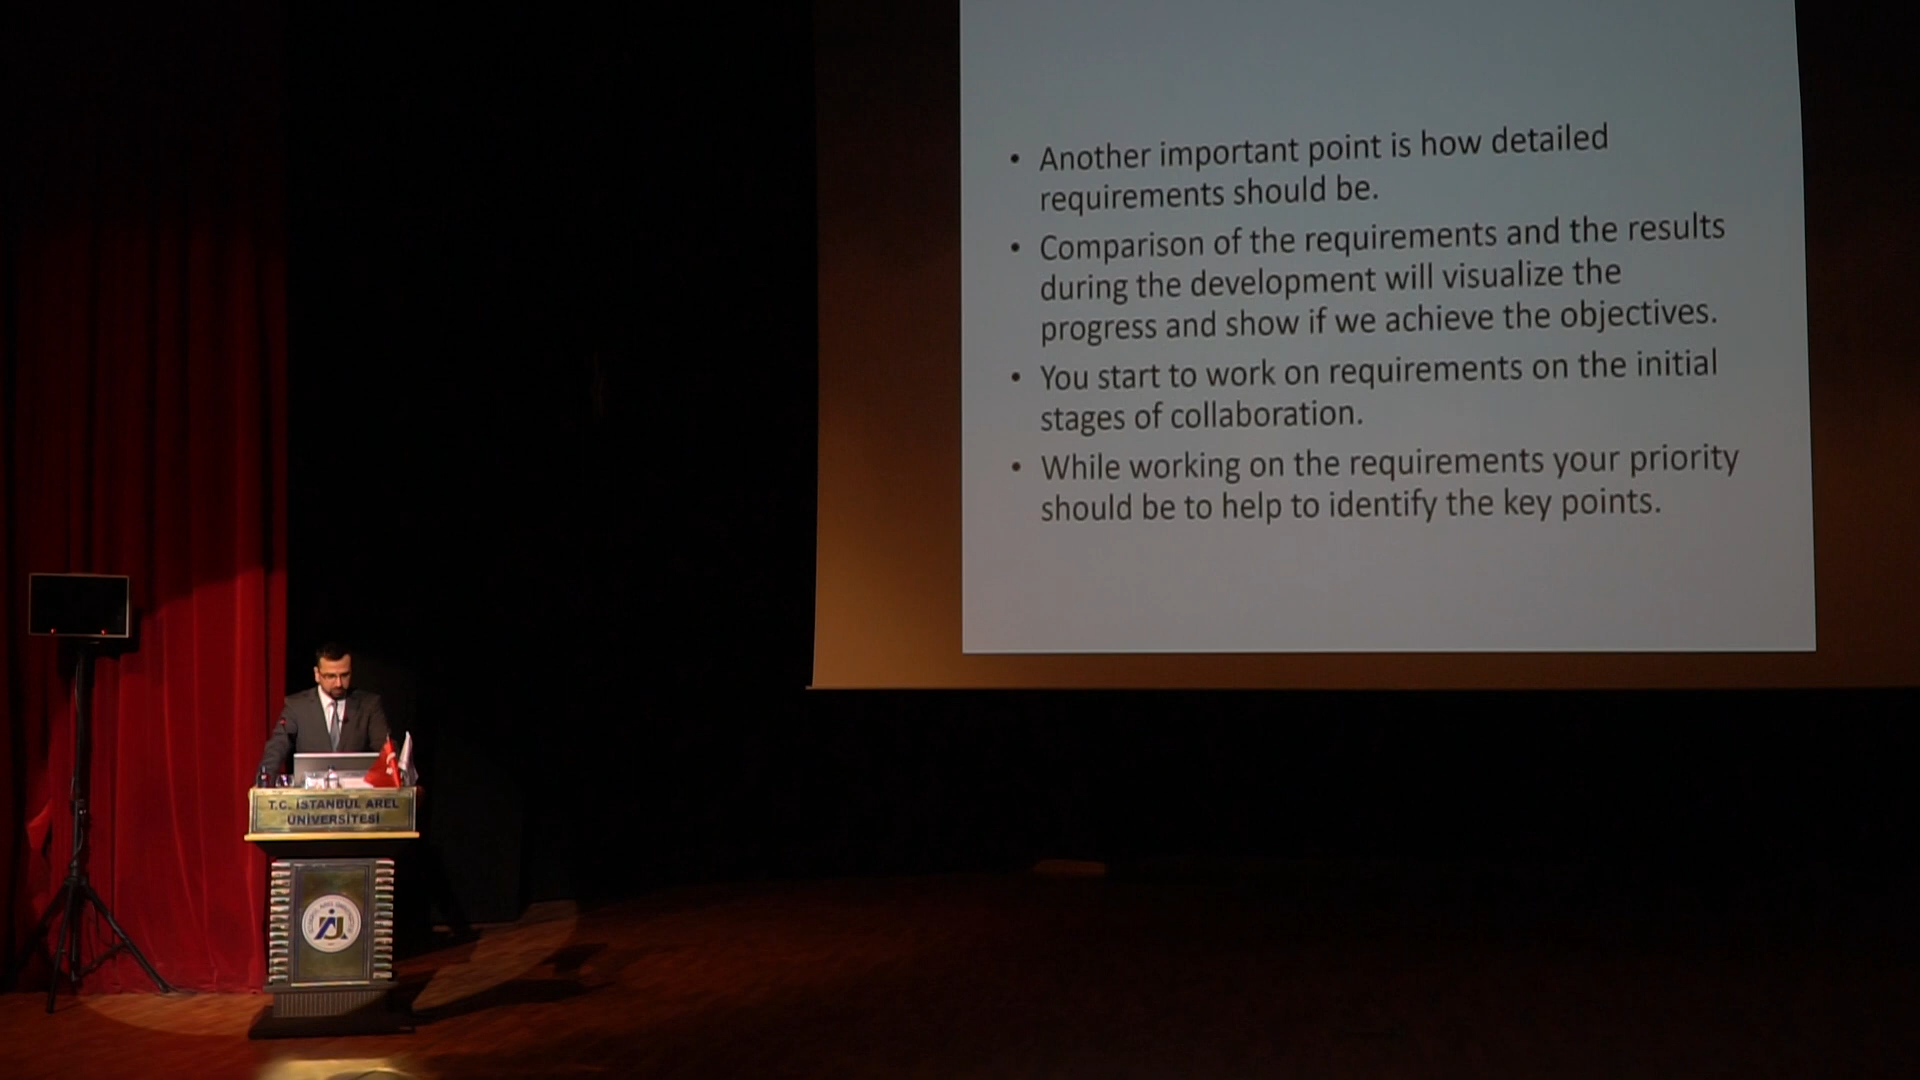 • Another important point is how detailed
requirements should be.
• Comparison of the requirements and the results
during the development will visualize the
progress and show if we achieve the objectives.
• You start to work on requirements on the initial
stages of collaboration.
• While working on the requirements your priority
should be to help to identify the key points.
T.C. İSTANBUL AREL
ÜNİVERSİTESİ